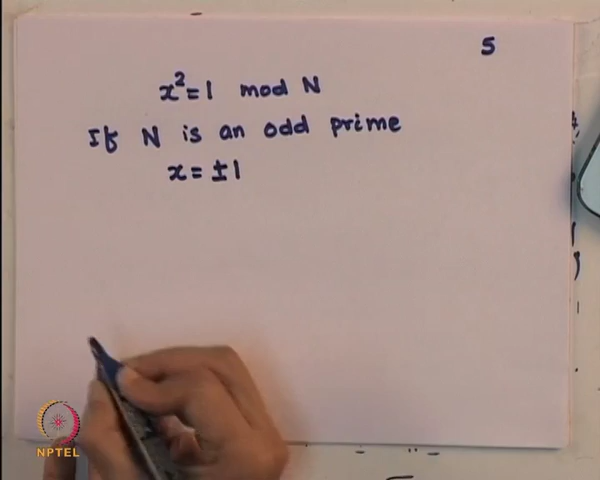 5
x² = 1 mod N
If N is an odd prime
x = ±1
NPTEL